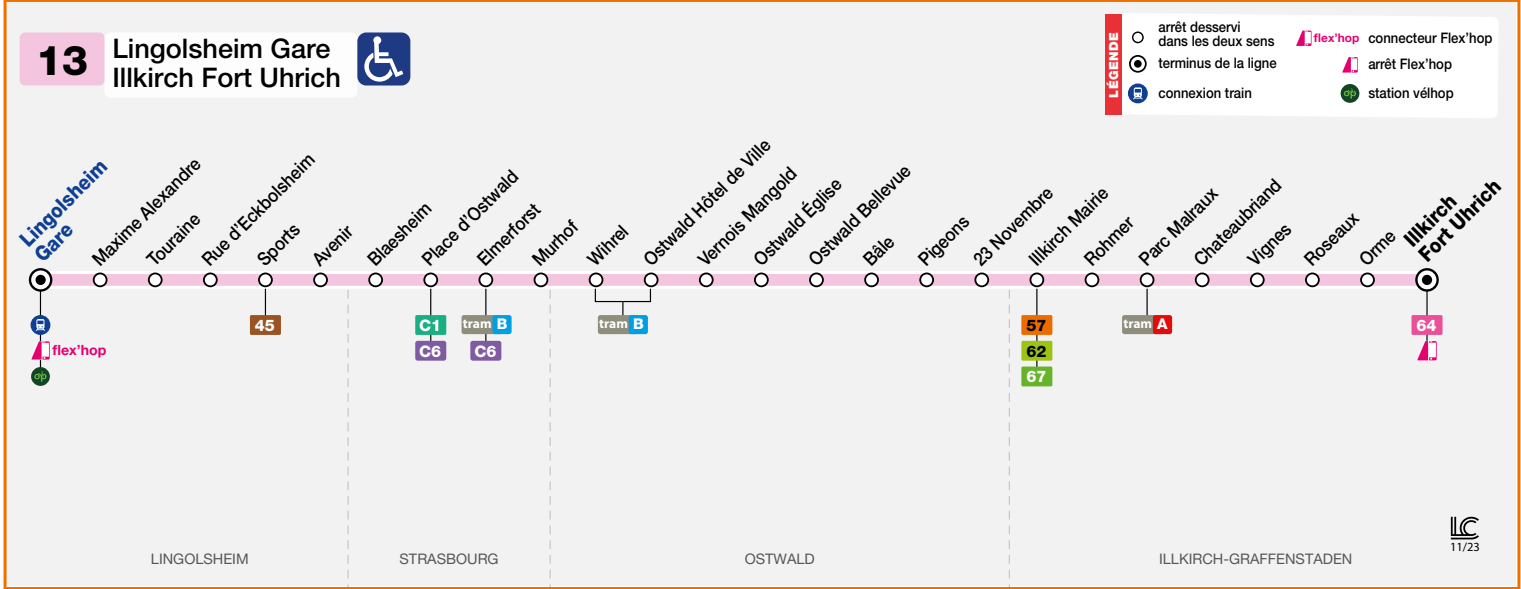 13
Lingolsheim Gare
Illkirch Fort Uhrich
LÉGENDE
arrêt desservi
dans les deux sens
terminus de la ligne
connexion train
flex'hop connecteur Flex'hop
arrêt Flex'hop
station vélhop
Lingolsheim
Gare
Maxime Alexandre
Touraine
Rue d'Eckbolsheim
Sports
Avenir
Blaesheim
Place d'Ostwald
Elmerforst
Murhof
Wihrel
Ostwald Hôtel de Ville
Vernois Mangold
Ostwald Église
Ostwald Bellevue
Bâle
Pigeons
23 Novembre
Illkirch Mairie
Rohmer
Parc Malraux
Chateaubriand
Vignes
Roseaux
Orme
Illkirch
Fort Uhrich
flex'hop
45
C1
C6
tram B
C6
tram B
57
62
67
tram A
64
LINGOLSHEIM
STRASBOURG
OSTWALD
ILLKIRCH-GRAFFENSTADEN
LC
11/23